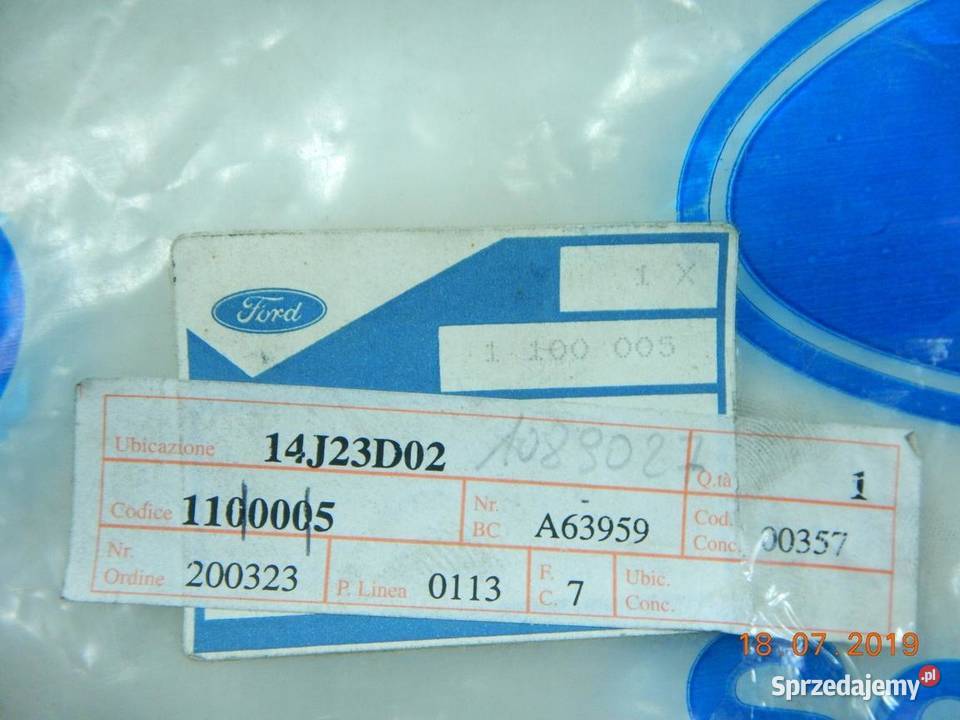 Ford
1 X
1 100 005
Ubicazione 14J23D02 1089027 Q.tà 1
Codice 1100005 Nr. BC A63959 Cod. Conc. 00357
Nr. Ordine 200323 P. Linea 0113 F. C. 7 Ubic. Conc.
18.07.2019
Sprzedajemy.pl